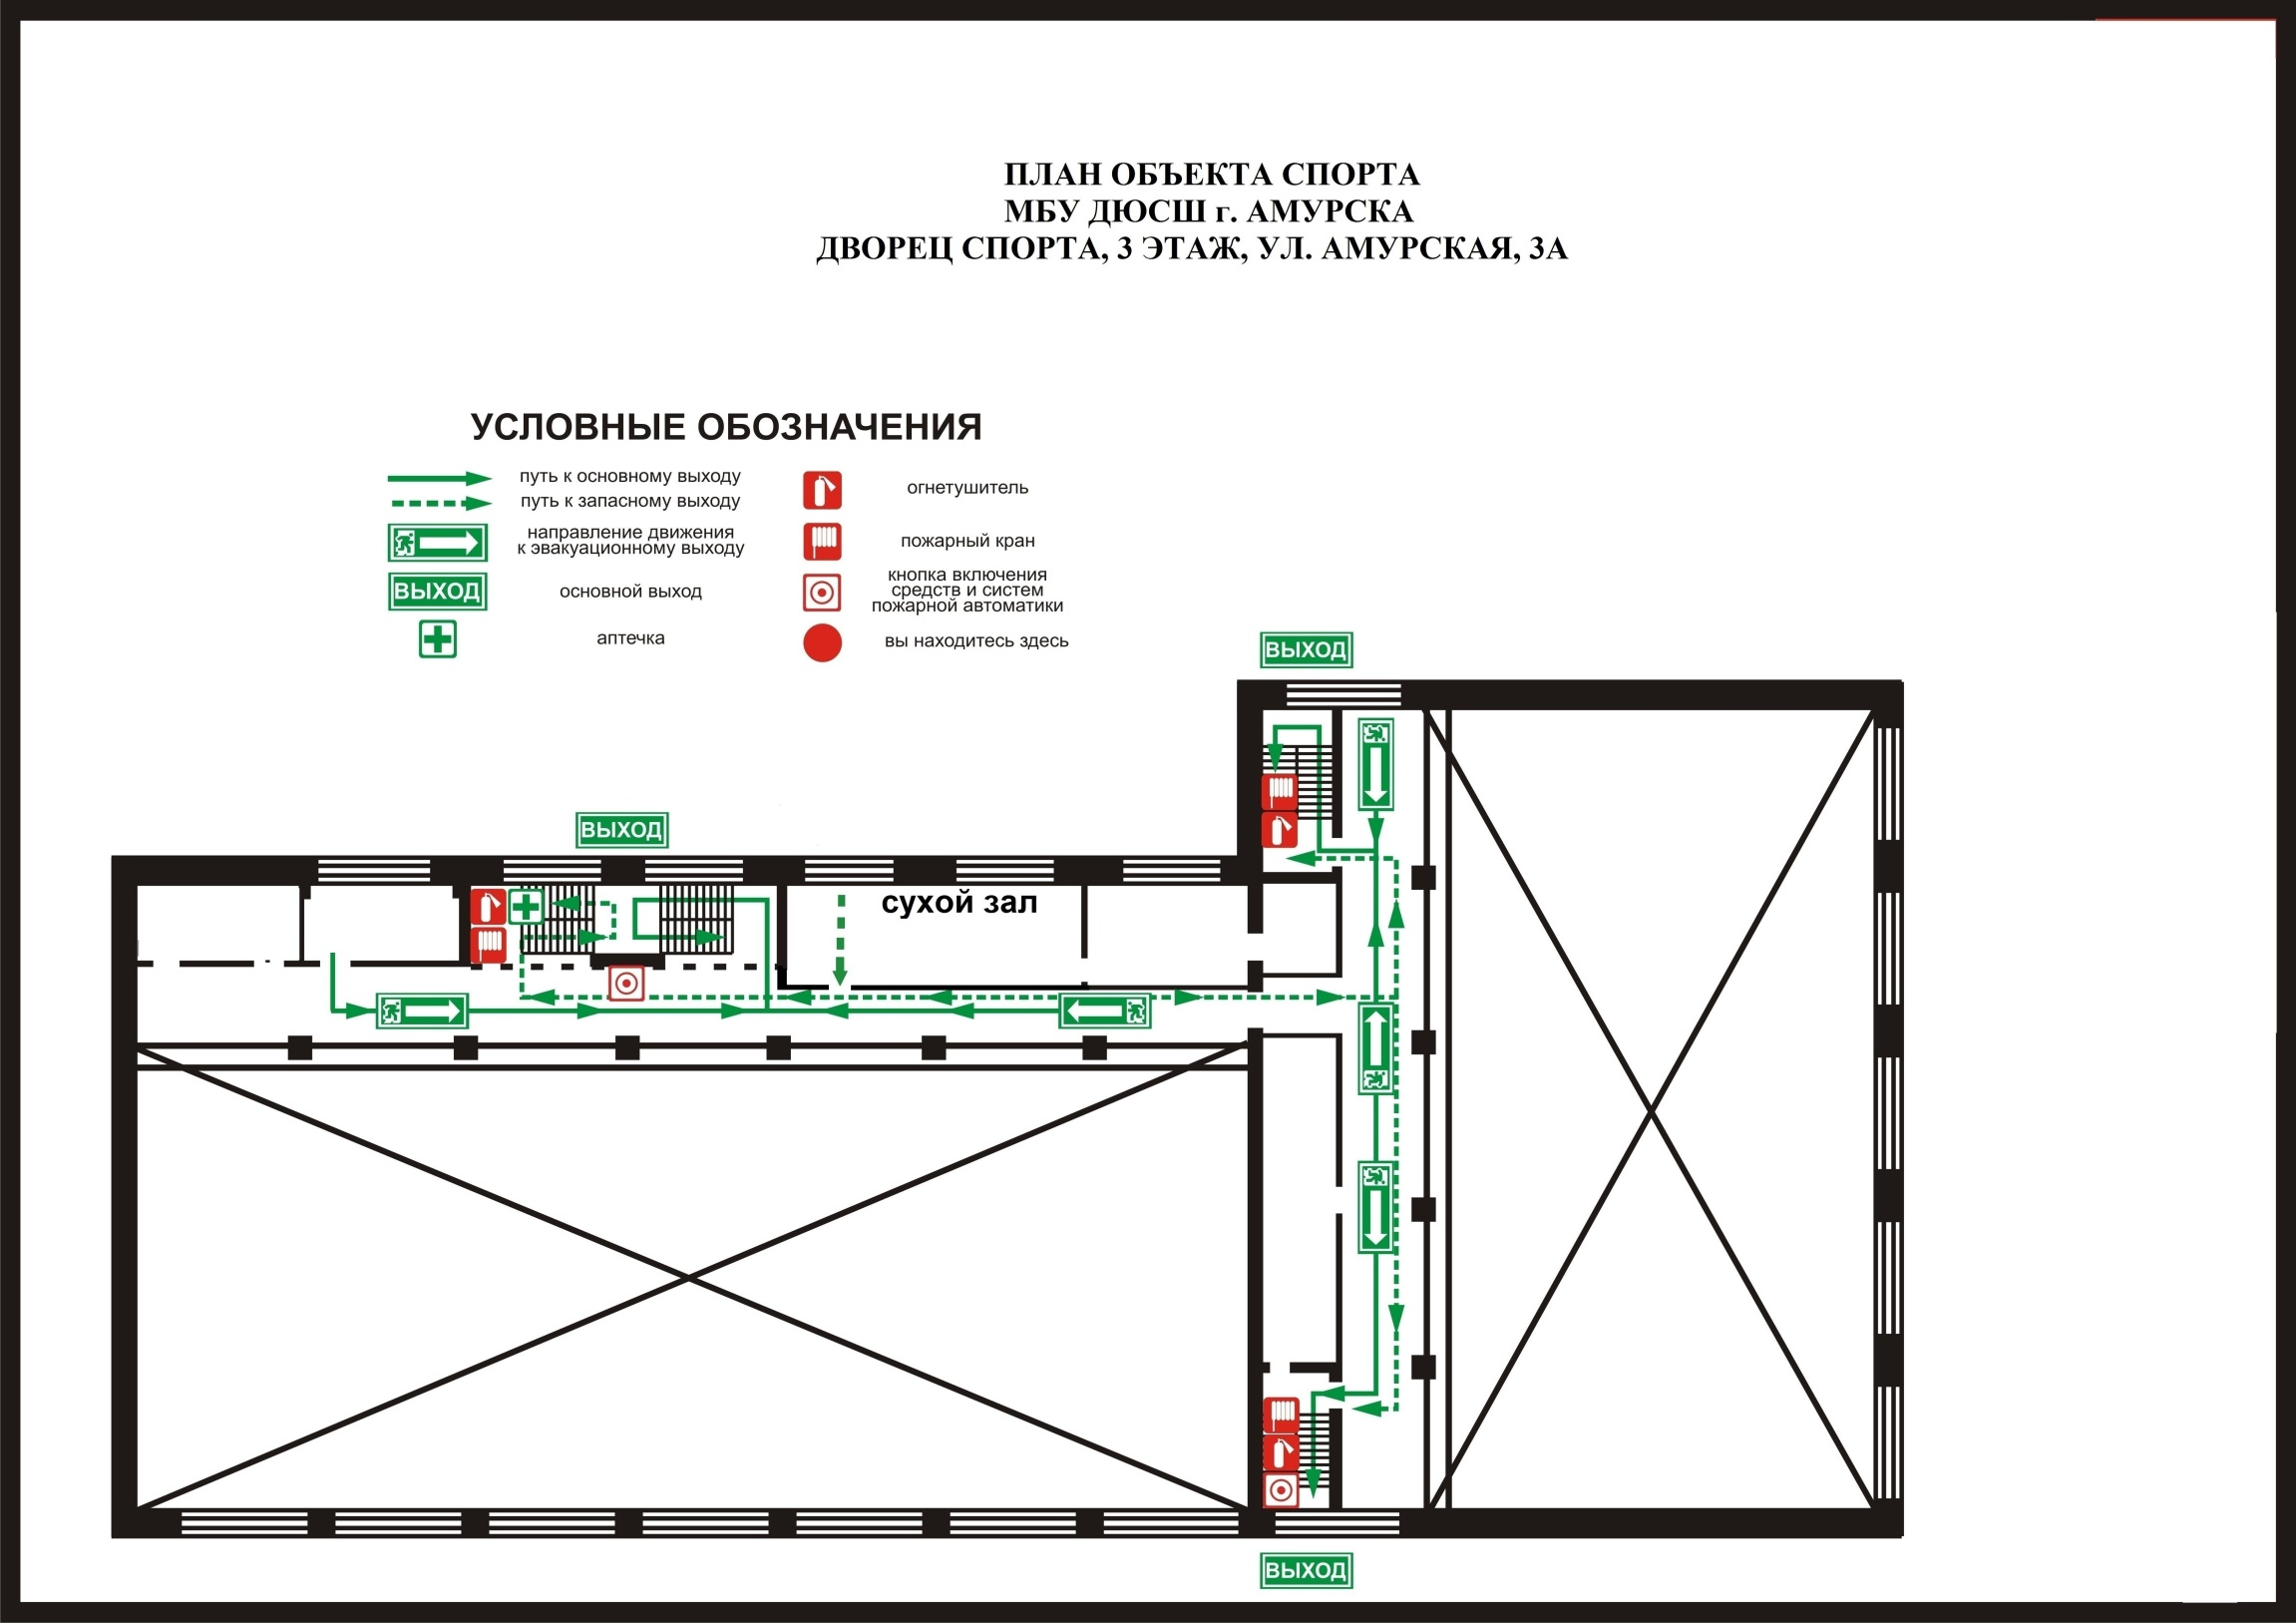 ПЛАН ОБЪЕКТА СПОРТА
МБУ ДЮСШ г. АМУРСКА
ДВОРЕЦ СПОРТА, 3 ЭТАЖ, УЛ. АМУРСКАЯ, 3А
УСЛОВНЫЕ ОБОЗНАЧЕНИЯ
путь к основному выходу
путь к запасному выходу
направление движения
к эвакуационному выходу
ВЫХОД
основной выход
аптечка
огнетушитель
пожарный кран
кнопка включения
средств и систем
пожарной автоматики
вы находитесь здесь
ВЫХОД
ВЫХОД
сухой зал
ВЫХОД